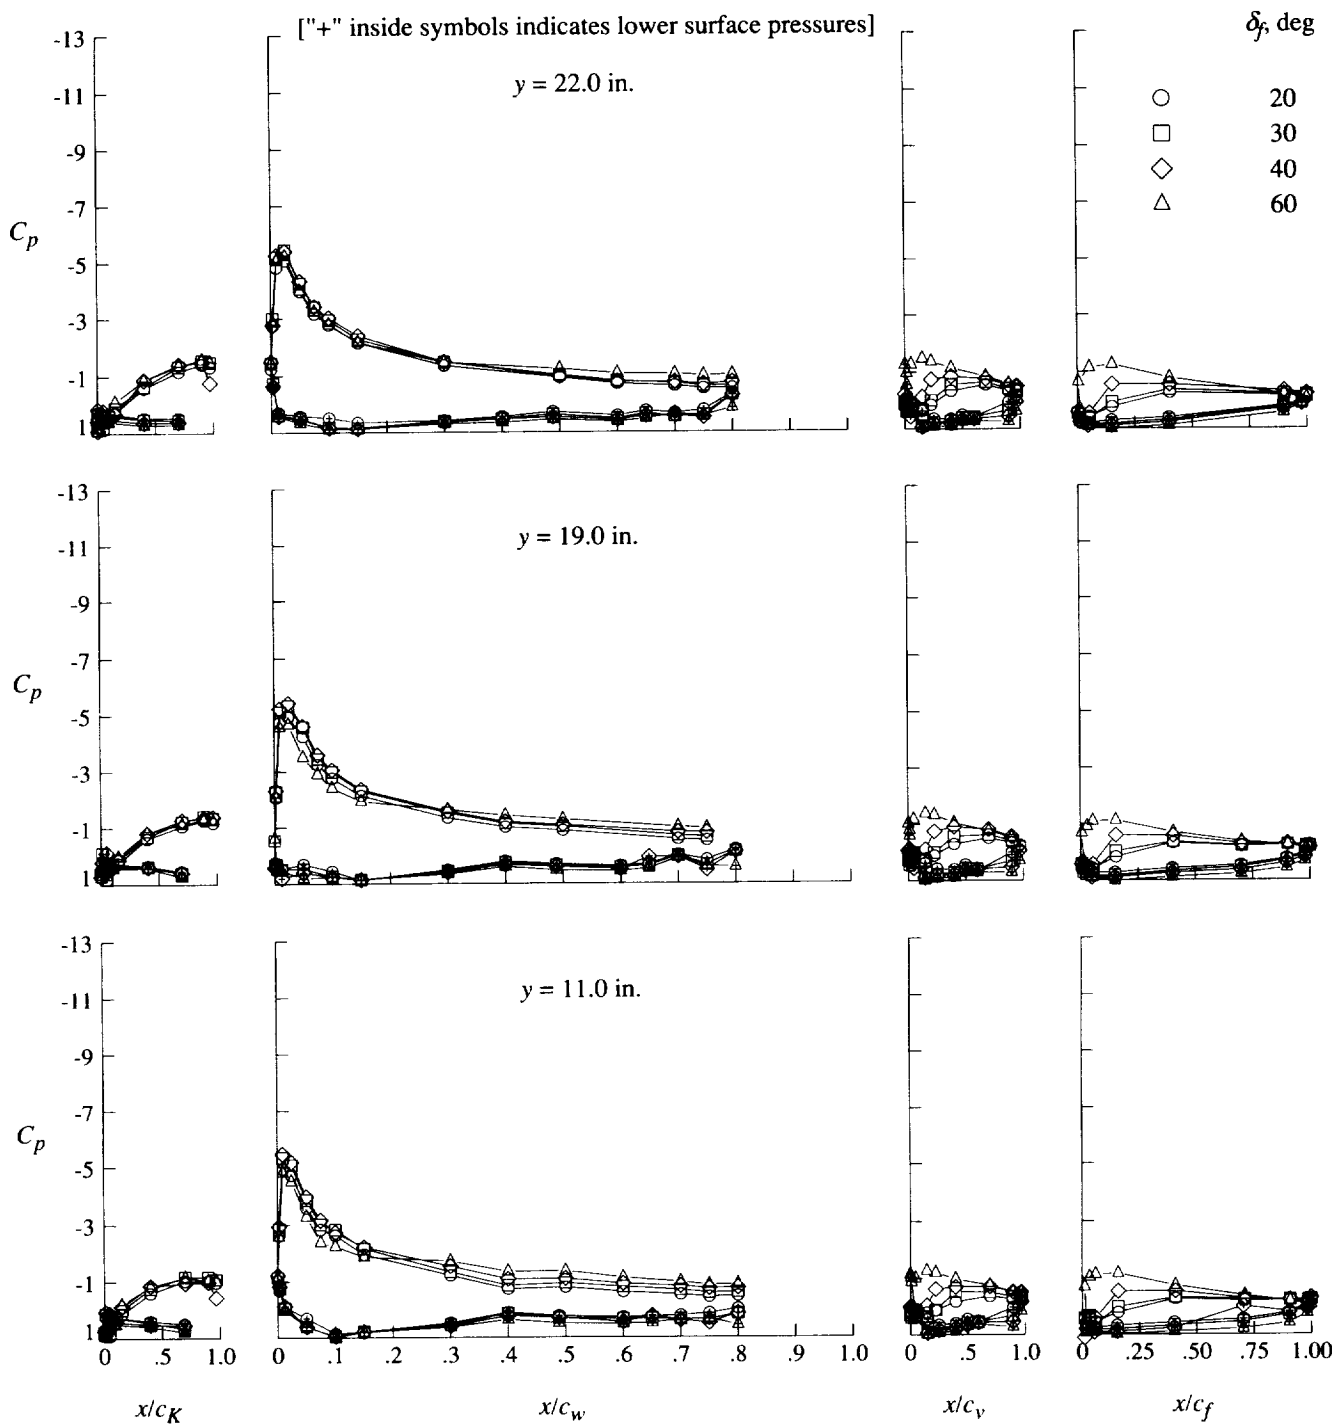 ["+" inside symbols indicates lower surface pressures]
δf, deg
20
30
40
60
y = 22.0 in.
-13
-11
-9
-7
-5
-3
-1
1
Cp
y = 19.0 in.
-13
-11
-9
-7
-5
-3
-1
1
Cp
y = 11.0 in.
-13
-11
-9
-7
-5
-3
-1
1
Cp
0 .5 1.0
0 .1 .2 .3 .4 .5 .6 .7 .8 .9 1.0
0 .5 1.0
0 .25 .50 .75 1.00
x/cK x/cw x/cv x/cf